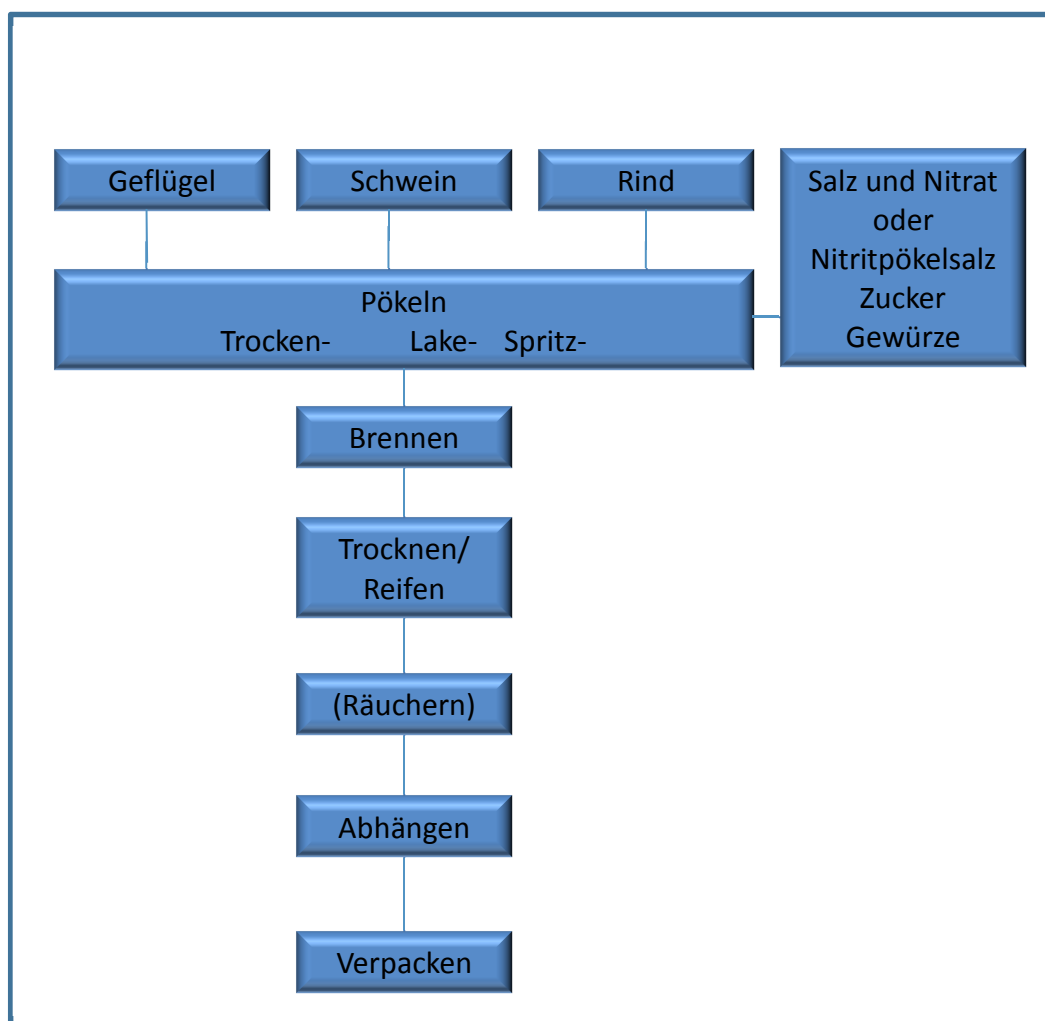 Geflügel
Schwein
Rind
Salz und Nitrat
oder
Nitritpökelsalz
Zucker
Gewürze
Pökeln
Trocken- Lake- Spritz-
Brennen
Trocknen/
Reifen
(Räuchern)
Abhängen
Verpacken